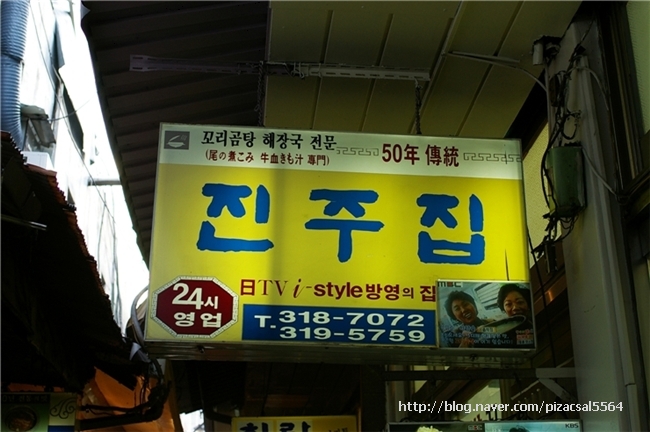 꼬리곰탕 해장국 전문
(尾の煮こみ 牛血きも汁 專門)
50年 傳統
진주집
日TV i-style방영의 집
24시
영업
T. 318-7072
319-5759
MBC
KBS
http://blog.naver.com/pizacsal5564